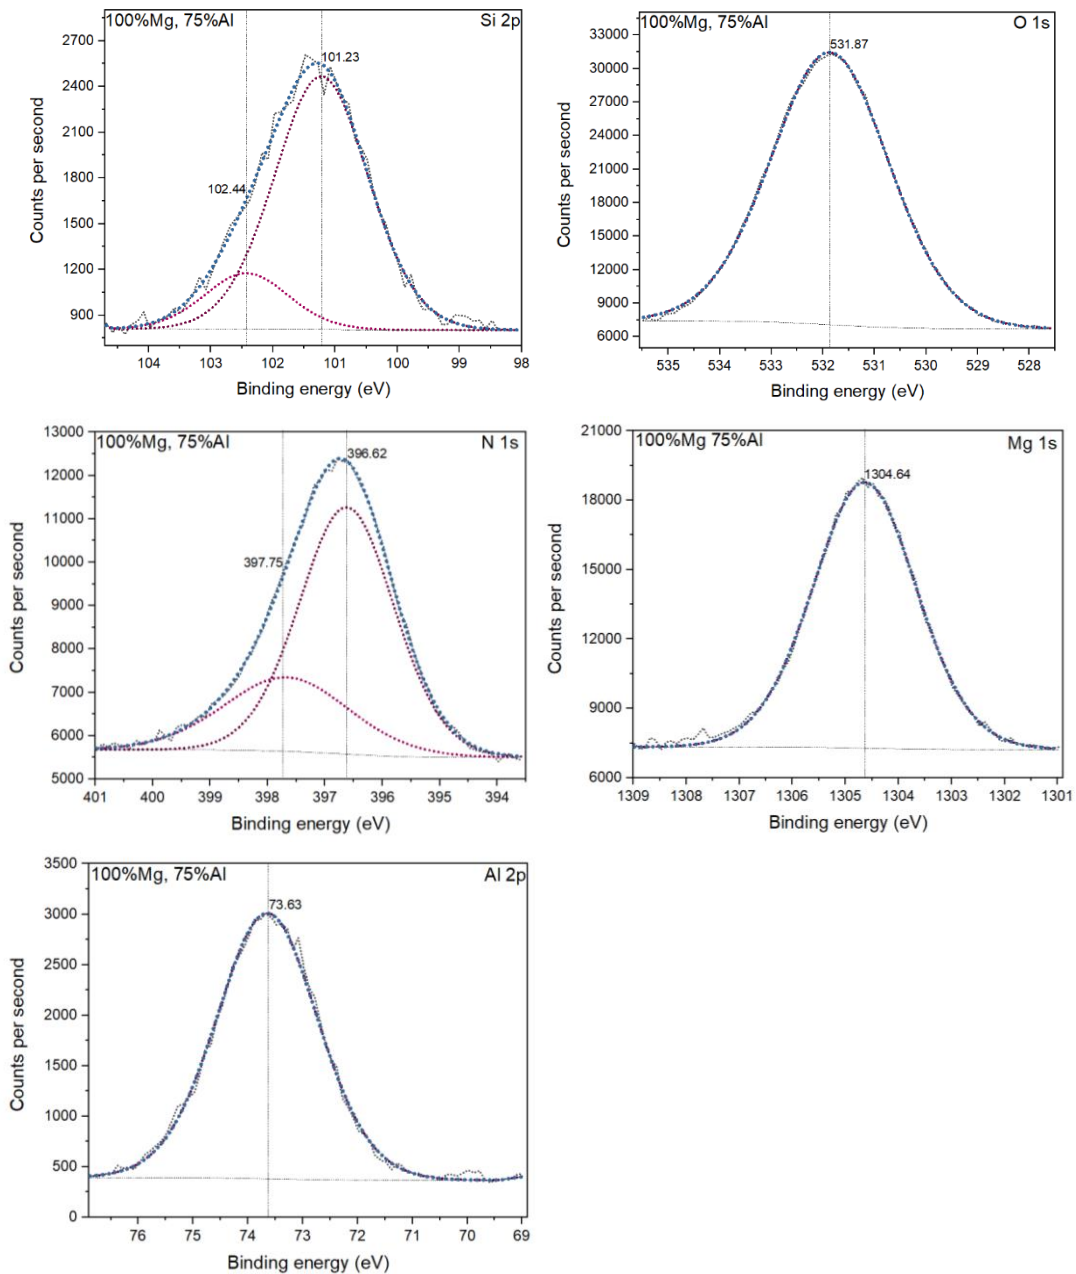 100%Mg, 75%Al
Si 2p
2700
2400
2100
1800
1500
1200
900
101.23
102.44
104 103 102 101 100 99 98
Counts per second
Binding energy (eV)
100%Mg, 75%Al
O 1s
33000
30000
27000
24000
21000
18000
15000
12000
9000
6000
531.87
535 534 533 532 531 530 529 528
Counts per second
Binding energy (eV)
100%Mg, 75%Al
N 1s
13000
12000
11000
10000
9000
8000
7000
6000
5000
396.62
397.75
401 400 399 398 397 396 395 394
Counts per second
Binding energy (eV)
100%Mg 75%Al
Mg 1s
21000
18000
15000
12000
9000
6000
1304.64
1309 1308 1307 1306 1305 1304 1303 1302 1301
Counts per second
Binding energy (eV)
100%Mg, 75%Al
Al 2p
3500
3000
2500
2000
1500
1000
500
0
73.63
76 75 74 73 72 71 70 69
Counts per second
Binding energy (eV)